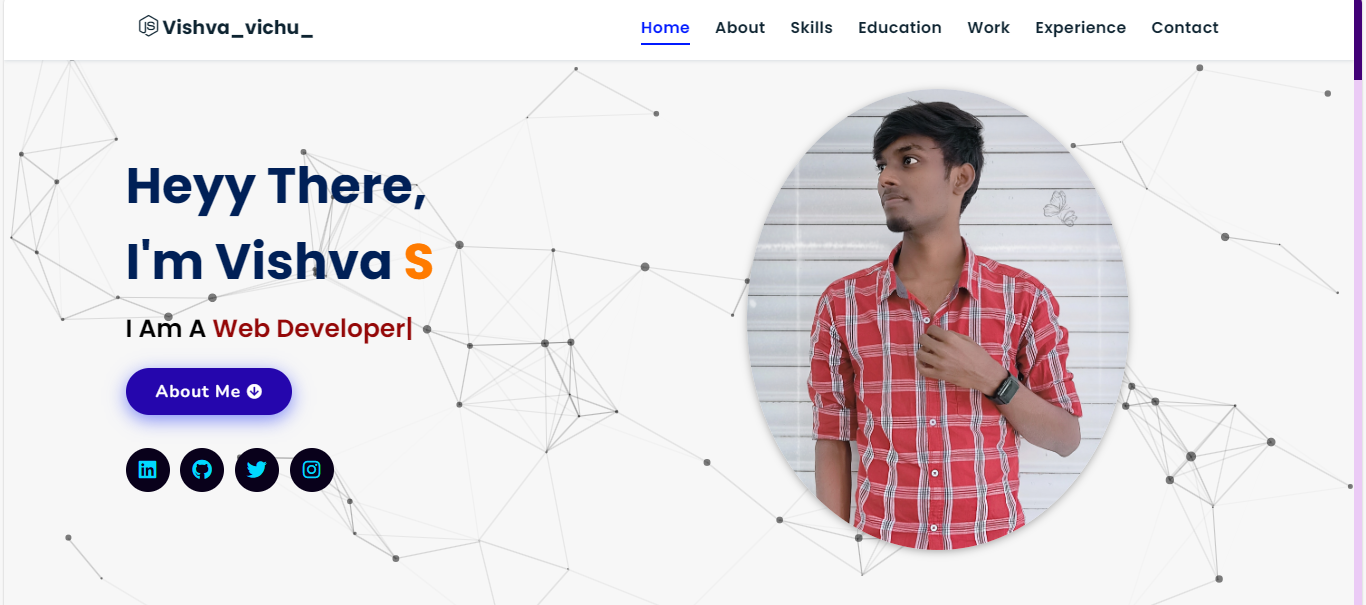 Vishva_vichu_
Home About Skills Education Work Experience Contact
Heyy There,
I'm Vishva S
I Am A Web Developer|
About Me